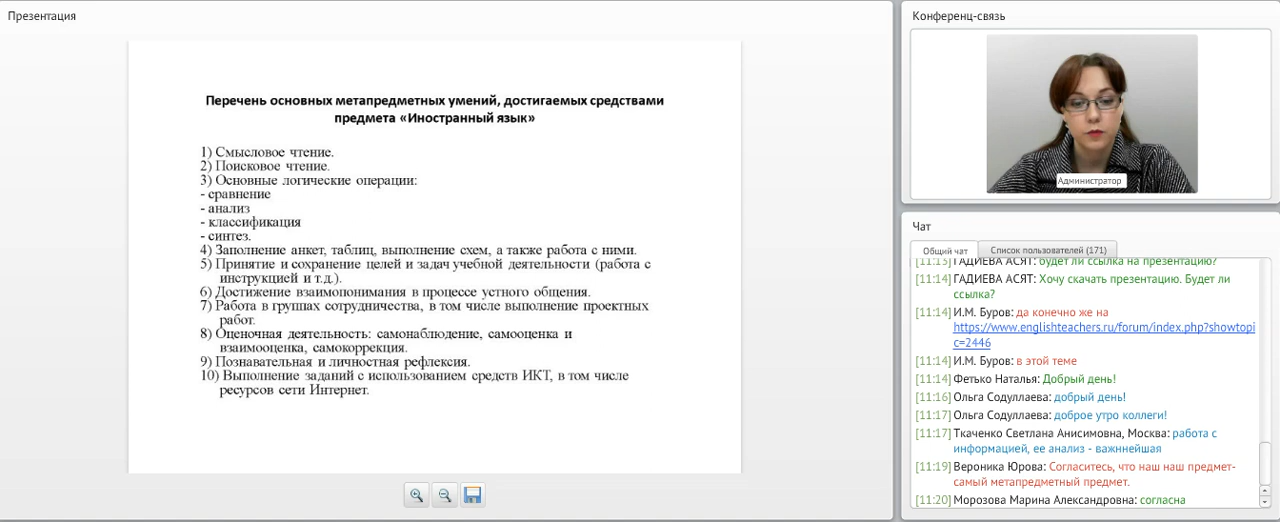 Презентация
Перечень основных метапредметных умений, достигаемых средствами
предмета «Иностранный язык»
1) Смысловое чтение.
2) Поисковое чтение.
3) Основные логические операции:
- сравнение
- анализ
- классификация
- синтез.
4) Заполнение анкет, таблиц, выполнение схем, а также работа с ними.
5) Принятие и сохранение целей и задач учебной деятельности (работа с
инструкцией и т.д.).
6) Достижение взаимопонимания в процессе устного общения.
7) Работа в группах сотрудничества, в том числе выполнение проектных
работ.
8) Оценочная деятельность: самонаблюдение, самооценка и
взаимооценка, самокоррекция.
9) Познавательная и личностная рефлексия.
10) Выполнение заданий с использованием средств ИКТ, в том числе
ресурсов сети Интернет.
Конференц-связь
Администратор
Чат
Общий чат
Список пользователей (171)
[11:13] ГАДИЕВА АСЯТ: будет ли ссылка на презентацию?
[11:14] ГАДИЕВА АСЯТ: Хочу скачать презентацию. Будет ли
ссылка?
[11:14] И.М. Буров: да конечно же на
https://www.englishteachers.ru/forum/index.php?showtopi
c=2446
[11:14] И.М. Буров: в этой теме
[11:14] Фетько Наталья: Добрый день!
[11:16] Ольга Содуллаева: добрый день!
[11:17] Ольга Содуллаева: доброе утро коллеги!
[11:17] Ткаченко Светлана Анисимовна, Москва: работа с
информацией, ее анализ - важннейшая
[11:19] Вероника Юрова: Согласитесь, что наш наш предмет-
самый метапредметный предмет.
[11:20] Морозова Марина Александровна: согласна